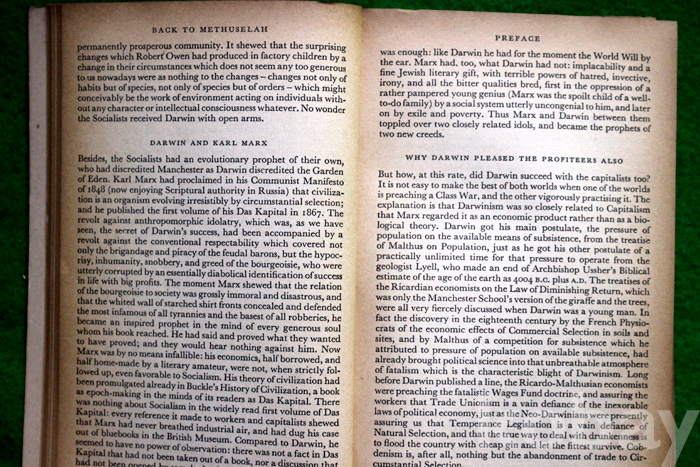 BACK TO METHUSELAH
permanently prosperous community. It shewed that the surprising
changes which Robert Owen had produced in factory children by a
change in their circumstances which does not seem any too generous
to us nowadays were as nothing to the changes – changes not only of
habits but of species, not only of species but of orders – which might
conceivably be the work of environment acting on individuals with-
out any character or intellectual consciousness whatever. No wonder
the Socialists received Darwin with open arms.
DARWIN AND KARL MARX
Besides, the Socialists had an evolutionary prophet of their own,
who had discredited Manchester as Darwin discredited the Garden
of Eden. Karl Marx had proclaimed in his Communist Manifesto
of 1848 (now enjoying Scriptural authority in Russia) that civiliza-
tion is an organism evolving irresistibly by circumstantial selection;
and he published the first volume of his Das Kapital in 1867. The
revolt against anthropomorphic idolatry, which was, as we have
seen, the secret of Darwin's success, had been accompanied by a
revolt against the conventional respectability which covered not
only the brigandage and piracy of the feudal barons, but the hypoc-
risy, inhumanity, snobbery, and greed of the bourgeoisie, who were
utterly corrupted by an essentially diabolical identification of success
in life with big profits. The moment Marx shewed that the relation
of the bourgeoisie to society was grossly immoral and disastrous, and
that the whited wall of starched shirt fronts concealed and defended
the most infamous of all tyrannies and the basest of all robberies, he
became an inspired prophet in the mind of every generous soul
whom his book reached. He had said and proved what they wanted
to have proved; and they would hear nothing against him. Now
Marx was by no means infallible: his economics, half borrowed, and
half home-made by a literary amateur, were not, when strictly fol-
lowed up, even favorable to Socialism. His theory of civilization had
been promulgated already in Buckle's History of Civilization, a book
as epoch-making in the minds of its readers as Das Kapital. There
was nothing about Socialism in the widely read first volume of Das
Kapital: every reference it made to workers and capitalists shewed
that Marx had never breathed industrial air, and had dug his case
out of bluebooks in the British Museum. Compared to Darwin, he
seemed to have no power of observation: there was not a fact in Das
Kapital that had not been taken out of a book, nor a discussion that
had not been opened by
PREFACE
was enough: like Darwin he had for the moment the World Will by
the ear. Marx had, too, what Darwin had not: implacability and a
fine Jewish literary gift, with terrible powers of hatred, invective,
irony, and all the bitter qualities bred, first in the oppression of a
rather pampered young genius (Marx was the spoilt child of a well-
to-do family) by a social system utterly uncongenial to him, and later
on by exile and poverty. Thus Marx and Darwin between them
toppled over two closely related idols, and became the prophets of
two new creeds.
WHY DARWIN PLEASED THE PROFITEERS ALSO
But how, at this rate, did Darwin succeed with the capitalists too?
It is not easy to make the best of both worlds when one of the worlds
is preaching a Class War, and the other vigorously practising it. The
explanation is that Darwinism was so closely related to Capitalism
that Marx regarded it as an economic product rather than as a bio-
logical theory. Darwin got his main postulate, the pressure of
population on the available means of subsistence, from the treatise
of Malthus on Population, just as he got his other postulate of a
practically unlimited time for that pressure to operate from the
geologist Lyell, who made an end of Archbishop Ussher's Biblical
estimate of the age of the earth as 4004 B.C. plus A.D. The treatises of
the Ricardian economists on the Law of Diminishing Return, which
was only the Manchester School's version of the giraffe and the trees,
were all very fiercely discussed when Darwin was a young man. In
fact the discovery in the eighteenth century by the French Physio-
crats of the economic effects of Commercial Selection in soils and
sites, and by Malthus of a competition for subsistence which he
attributed to pressure of population on available subsistence, had
already brought political science into that unbreathable atmosphere
of fatalism which is the characteristic blight of Darwinism. Long
before Darwin published a line, the Ricardo-Malthusian economists
were preaching the fatalistic Wages Fund doctrine, and assuring the
workers that Trade Unionism is a vain defiance of the inexorable
laws of political economy, just as the Neo-Darwinians were presently
assuring us that Temperance Legislation is a vain defiance of
Natural Selection, and that the true way to deal with drunkenness is
to flood the country with cheap gin and let the fittest survive. Cob-
denism is, after all, nothing but the abandonment of trade to Cir-
cumstantial Selection.